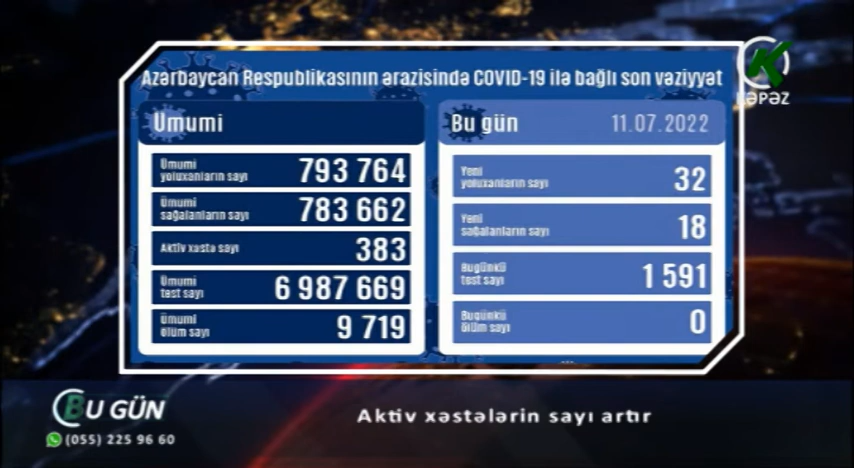 Azərbaycan Respublikasının ərazisində COVID-19 ilə bağlı son vəziyyət
KƏPƏZ
Ümumi
Ümumi
yoluxanların sayı
793 764
Ümumi
sağalanların sayı
783 662
Aktiv xəstə sayı
383
Ümumi
test sayı
6 987 669
Ümumi
ölüm sayı
9 719
Bu gün
11.07.2022
Yeni
yoluxanların sayı
32
Yeni
sağalanların sayı
18
Bugünkü
test sayı
1 591
Bugünkü
ölüm sayı
0
BU GÜN
(055) 225 96 60
Aktiv xəstələrin sayı artır